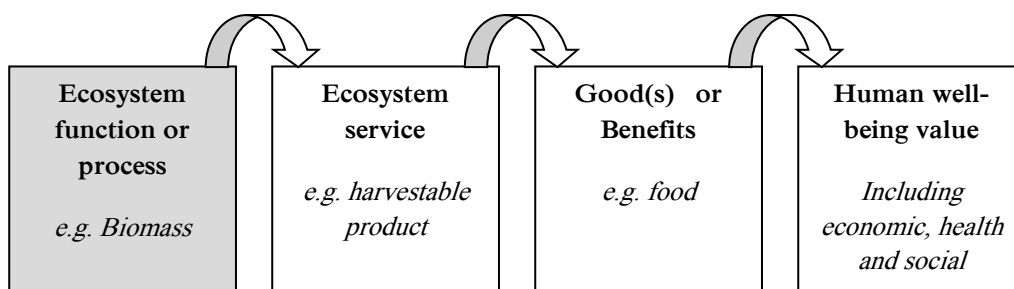 Ecosystem
function or
process
e.g. Biomass
Ecosystem
service
e.g. harvestable
product
Good(s) or
Benefits
e.g. food
Human well-
being value
Including
economic, health
and social